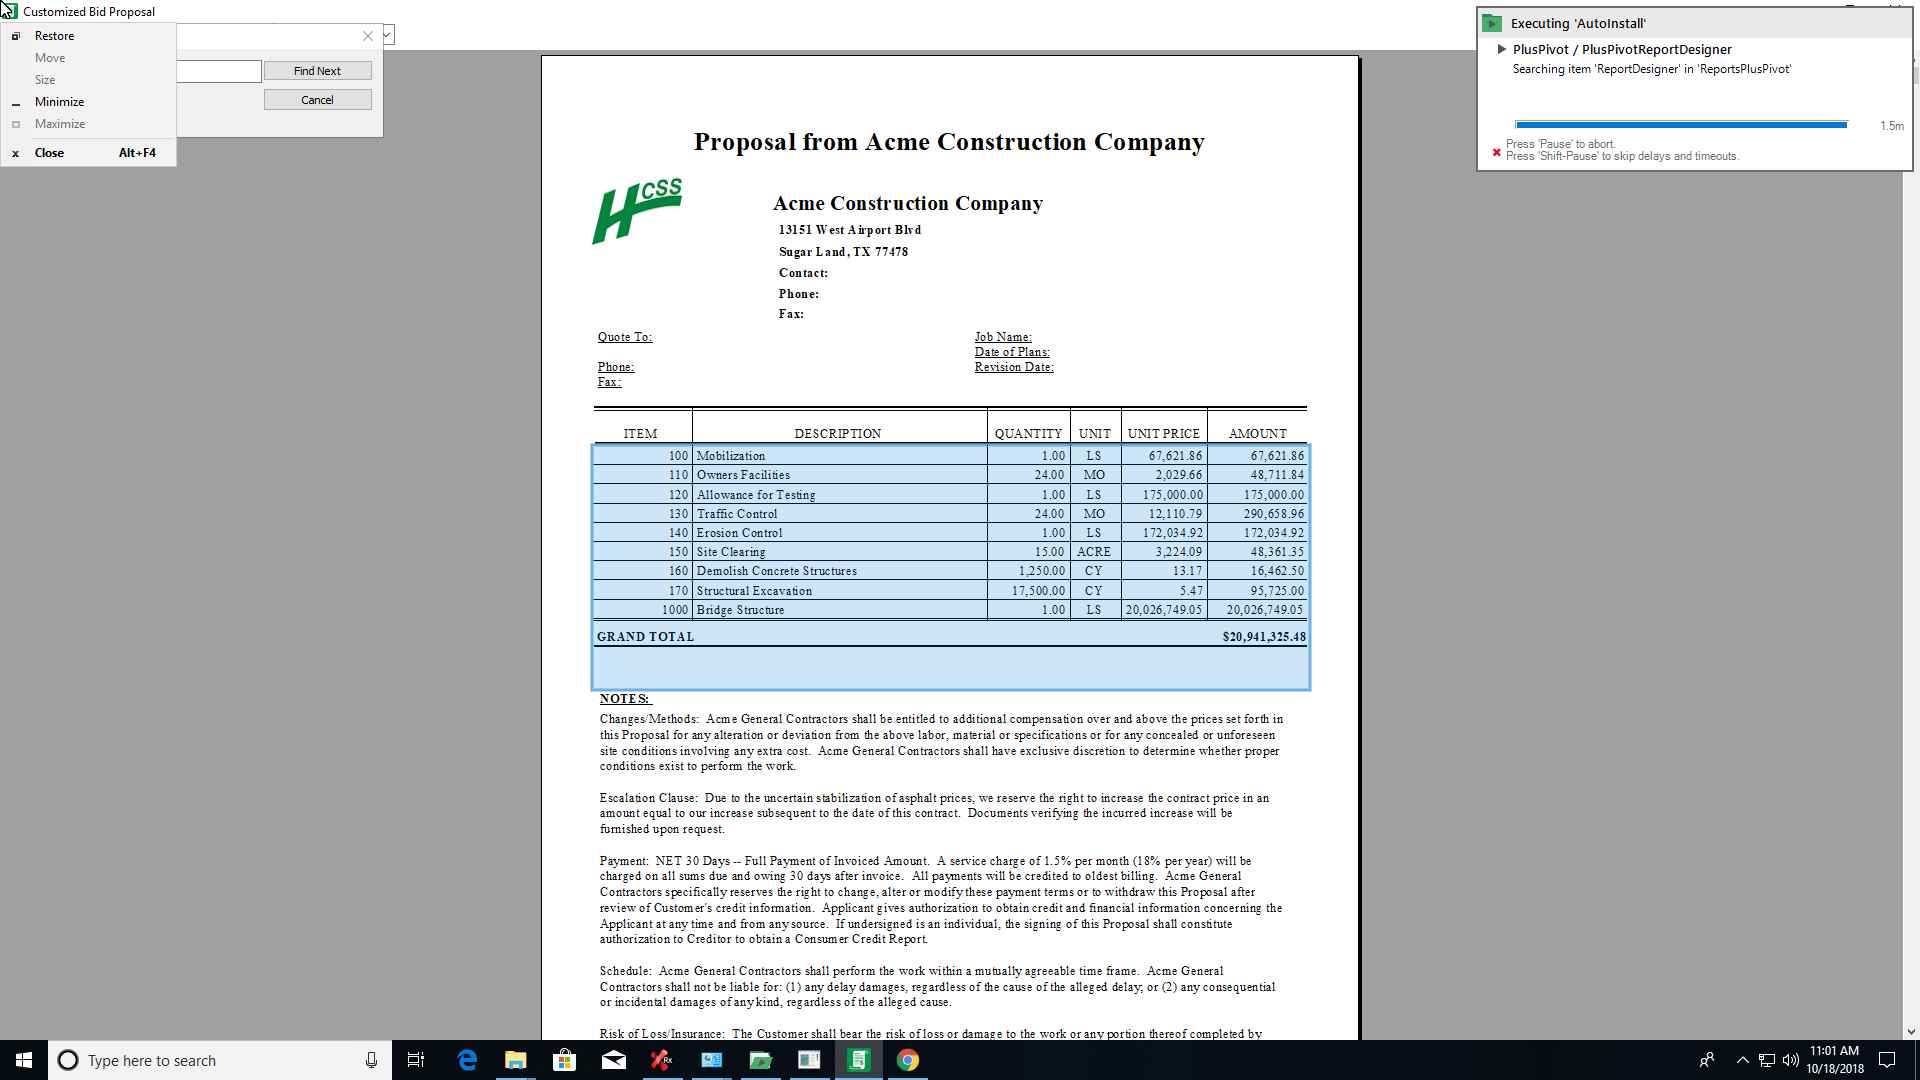 Customized Bid Proposal
Restore
Move
Size
Minimize
Maximize
Close Alt+F4
Find Next
Cancel
Executing 'AutoInstall'
PlusPivot / PlusPivotReportDesigner
Searching item 'ReportDesigner' in 'ReportsPlusPivot'
1.5m
Press 'Pause' to abort.
Press 'Shift-Pause' to skip delays and timeouts.
Proposal from Acme Construction Company
HCSS
Acme Construction Company
13151 West Airport Blvd
Sugar Land, TX 77478
Contact:
Phone:
Fax:
Quote To: Job Name:
Date of Plans:
Phone: Revision Date:
Fax:
ITEM DESCRIPTION QUANTITY UNIT UNIT PRICE AMOUNT
100 Mobilization 1.00 LS 67,621.86 67,621.86
110 Owners Facilities 24.00 MO 2,029.66 48,711.84
120 Allowance for Testing 1.00 LS 175,000.00 175,000.00
130 Traffic Control 24.00 MO 12,110.79 290,658.96
140 Erosion Control 1.00 LS 172,034.92 172,034.92
150 Site Clearing 15.00 ACRE 3,224.09 48,361.35
160 Demolish Concrete Structures 1,250.00 CY 13.17 16,462.50
170 Structural Excavation 17,500.00 CY 5.47 95,725.00
1000 Bridge Structure 1.00 LS 20,026,749.05 20,026,749.05
GRAND TOTAL $20,941,325.48
NOTES:
Changes/Methods: Acme General Contractors shall be entitled to additional compensation over and above the prices set forth in
this Proposal for any alteration or deviation from the above labor, material or specifications or for any concealed or unforeseen
site conditions involving any extra cost. Acme General Contractors shall have exclusive discretion to determine whether proper
conditions exist to perform the work.
Escalation Clause: Due to the uncertain stabilization of asphalt prices, we reserve the right to increase the contract price in an
amount equal to our increase subsequent to the date of this contract. Documents verifying the incurred increase will be
furnished upon request.
Payment: NET 30 Days -- Full Payment of Invoiced Amount. A service charge of 1.5% per month (18% per year) will be
charged on all sums due and owing 30 days after invoice. All payments will be credited to oldest billing. Acme General
Contractors specifically reserves the right to change, alter or modify these payment terms or to withdraw this Proposal after
review of Customer's credit information. Applicant gives authorization to obtain credit and financial information concerning the
Applicant at any time and from any source. If undersigned is an individual, the signing of this Proposal shall constitute
authorization to Creditor to obtain a Consumer Credit Report.
Schedule: Acme General Contractors shall perform the work within a mutually agreeable time frame. Acme General
Contractors shall not be liable for: (1) any delay damages, regardless of the cause of the alleged delay; or (2) any consequential
or incidental damages of any kind, regardless of the alleged cause.
Risk of Loss/Insurance: The Customer shall bear the risk of loss or damage to the work or any portion thereof completed by
Type here to search
Rx
11:01 AM
10/18/2018